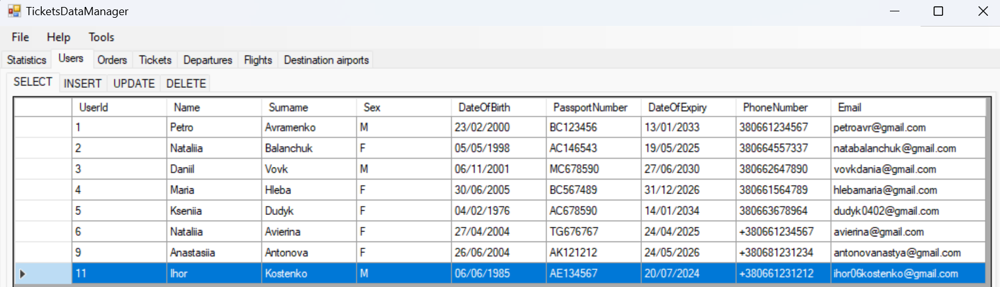 TicketsDataManager
File Help Tools
Statistics Users Orders Tickets Departures Flights Destination airports
SELECT INSERT UPDATE DELETE
UserId Name Surname Sex DateOfBirth PassportNumber DateOfExpiry PhoneNumber Email
1 Petro Avramenko M 23/02/2000 BC123456 13/01/2033 380661234567 petroavr@gmail.com
2 Nataliia Balanchuk F 05/05/1998 AC146543 19/05/2025 380664557337 natabalanchuk@gmail.com
3 Daniil Vovk M 06/11/2001 MC678590 27/06/2030 380662647890 vovkdania@gmail.com
4 Maria Hleba F 30/06/2005 BC567489 31/12/2026 380661564789 hlebamaria@gmail.com
5 Kseniia Dudyk F 04/02/1976 AC678590 14/01/2034 380663678964 dudyk0402@gmail.com
6 Nataliia Avierina F 27/04/2004 TG676767 24/04/2025 +380661234567 avierina@gmail.com
9 Anastasiia Antonova F 26/06/2004 AK121212 24/05/2026 +380681231234 antonovanastya@gmail.com
11 Ihor Kostenko M 06/06/1985 AE134567 20/07/2024 +380661231212 ihor06kostenko@gmail.com